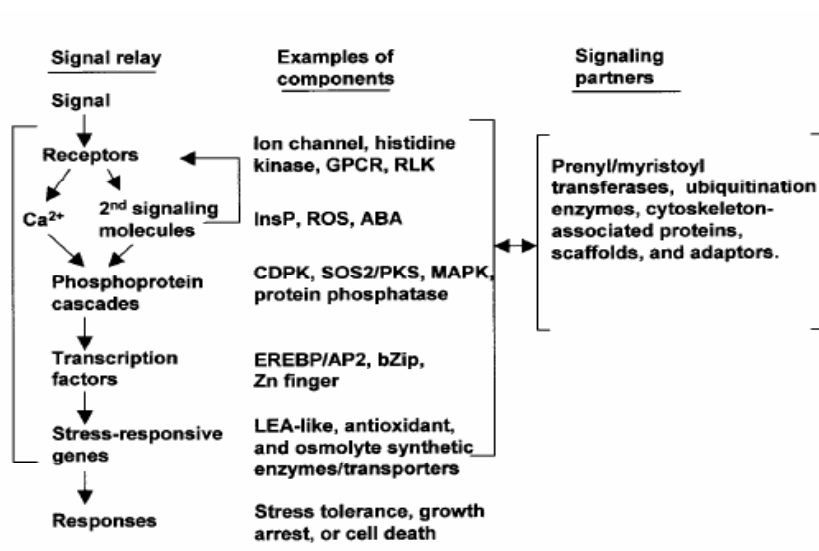 Signal relay
Signal
Receptors
Ca2+
2nd signaling
molecules
Phosphoprotein
cascades
Transcription
factors
Stress-responsive
genes
Responses
Examples of
components
Ion channel, histidine
kinase, GPCR, RLK
InsP, ROS, ABA
CDPK, SOS2/PKS, MAPK,
protein phosphatase
EREBP/AP2, bZip,
Zn finger
LEA-like, antioxidant,
and osmolyte synthetic
enzymes/transporters
Stress tolerance, growth
arrest, or cell death
Signaling
partners
Prenyl/myristoyl
transferases, ubiquitination
enzymes, cytoskeleton-
associated proteins,
scaffolds, and adaptors.